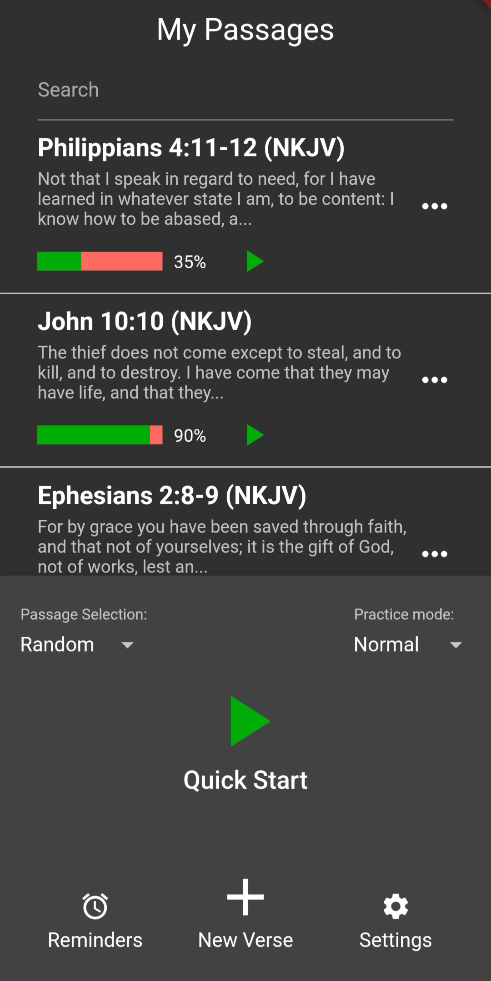 My Passages
Search
Philippians 4:11-12 (NKJV)
Not that I speak in regard to need, for I have
learned in whatever state I am, to be content: I
know how to be abased, a...
35%
John 10:10 (NKJV)
The thief does not come except to steal, and to
kill, and to destroy. I have come that they may
have life, and that they...
90%
Ephesians 2:8-9 (NKJV)
For by grace you have been saved through faith,
and that not of yourselves; it is the gift of God,
not of works, lest an...
Passage Selection:
Practice mode:
Random
Normal
Quick Start
Reminders
New Verse
Settings